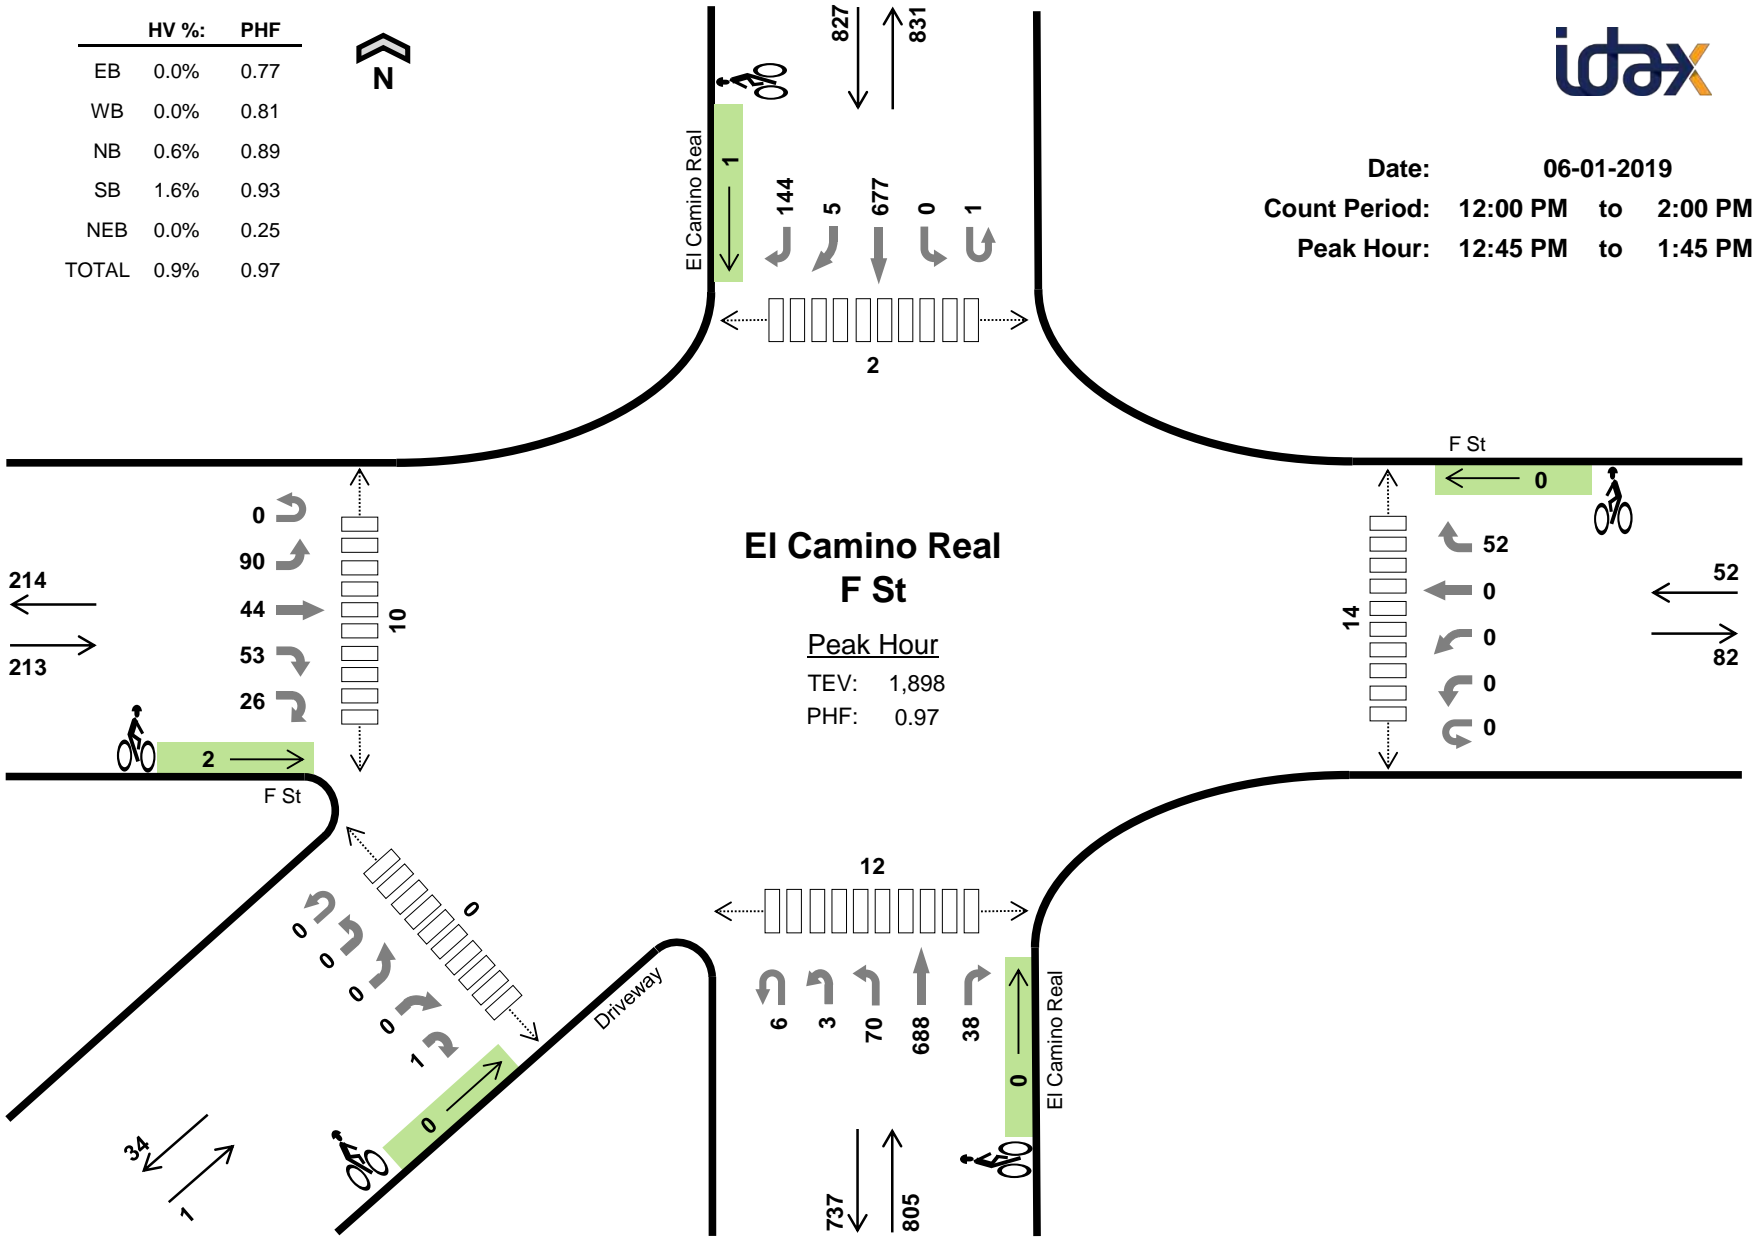 HV %: PHF
EB 0.0% 0.77
WB 0.0% 0.81
NB 0.6% 0.89
SB 1.6% 0.93
NEB 0.0% 0.25
TOTAL 0.9% 0.97
N
idax
Date: 06-01-2019
Count Period: 12:00 PM to 2:00 PM
Peak Hour: 12:45 PM to 1:45 PM
827
831
El Camino Real
1
144
5
677
0
1
2
F St
0
52
0
0
0
0
14
52
82
0
90
44
53
26
10
214
213
2
F St
El Camino Real
F St
Peak Hour
TEV: 1,898
PHF: 0.97
12
6
3
70
688
38
0
El Camino Real
737
805
0
0
0
0
0
1
0
Driveway
34
1